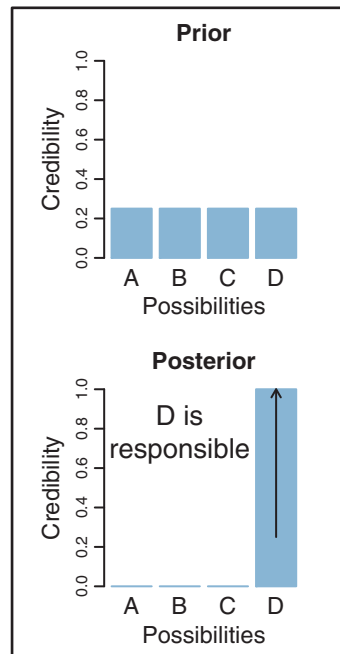 Prior
Credibility
1.0
0.8
0.6
0.4
0.2
0.0
A B C D
Possibilities
Posterior
Credibility
1.0
0.8
0.6
0.4
0.2
0.0
D is
responsible
A B C D
Possibilities